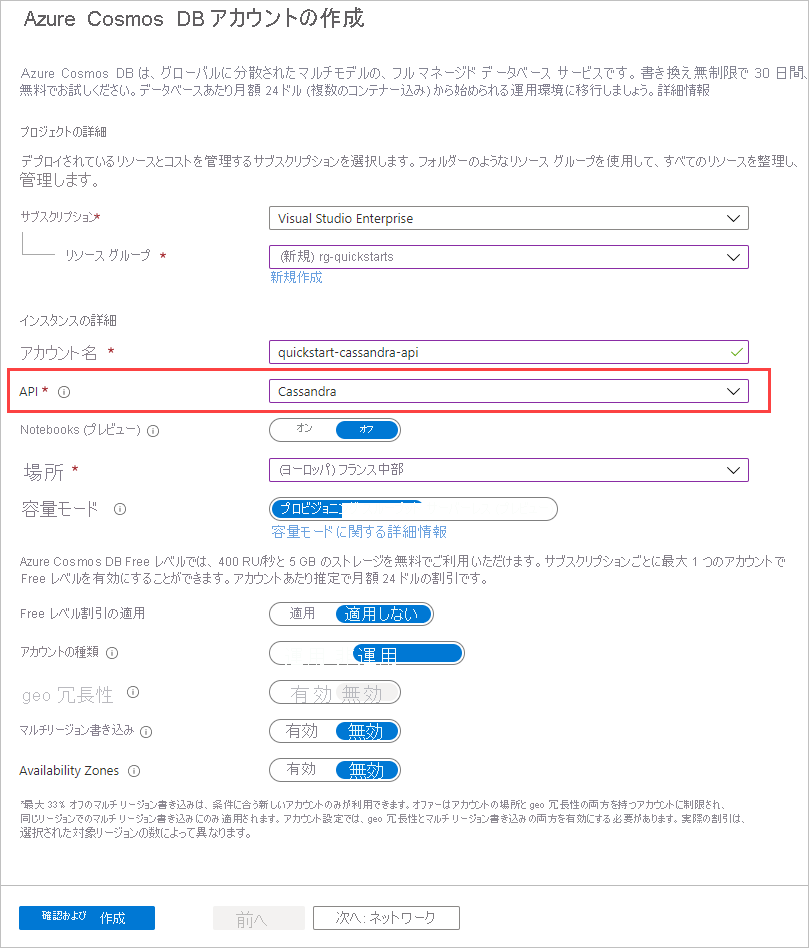 Azure Cosmos DB アカウントの作成
Azure Cosmos DB は、グローバルに分散されたマルチモデルの、フル マネージド データベース サービスです。書き換え無制限で 30 日間、
無料でお試しください。データベースあたり月額 24 ドル (複数のコンテナー込み) から始められる運用環境に移行しましょう。詳細情報
プロジェクトの詳細
デプロイされているリソースとコストを管理するサブスクリプションを選択します。フォルダーのようなリソース グループを使用して、すべてのリソースを整理し、
管理します。
サブスクリプション*
Visual Studio Enterprise
リソース グループ *
(新規) rg-quickstarts
新規作成
インスタンスの詳細
アカウント名 *
quickstart-cassandra-api
API *
Cassandra
Notebooks (プレビュー)
オン オフ
場所 *
(ヨーロッパ) フランス中部
容量モード
プロビジョニ
容量モードに関する詳細情報
Azure Cosmos DB Free レベルでは、400 RU/秒と 5 GB のストレージを無料でご利用いただけます。サブスクリプションごとに最大 1 つのアカウントで
Free レベルを有効にすることができます。アカウントあたり推定で月額 24 ドルの割引です。
Free レベル割引の適用
適用 適用しない
アカウントの種類
運用
geo 冗長性
有効 無効
マルチリージョン書き込み
有効 無効
Availability Zones
有効 無効
*最大 33% オフのマルチ リージョン書き込みは、条件に合う新しいアカウントのみが利用できます。オファーはアカウントの場所と geo 冗長性の両方を持つアカウントに制限され、
同じリージョンでのマルチ リージョン書き込みにのみ適用されます。アカウント設定では、geo 冗長性とマルチ リージョン書き込みの両方を有効にする必要があります。実際の割引は、
選択された対象リージョンの数によって異なります。
確認および 作成
前へ
次へ: ネットワーク